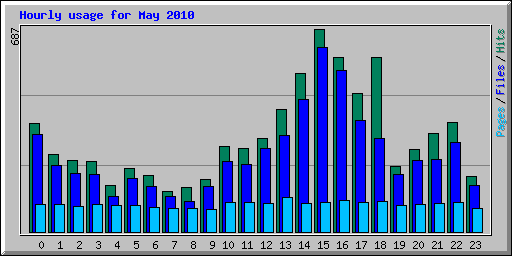 Hourly usage for May 2010
687
Pages / Files / Hits
0 1 2 3 4 5 6 7 8 9 10 11 12 13 14 15 16 17 18 19 20 21 22 23